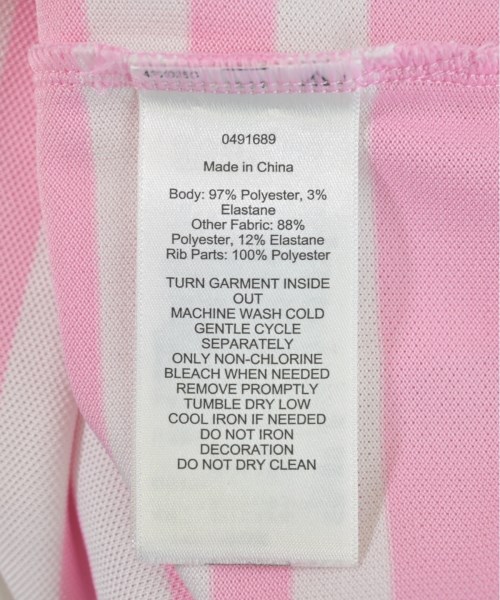 0491689
Made in China
Body: 97% Polyester, 3%
Elastane
Other Fabric: 88%
Polyester, 12% Elastane
Rib Parts: 100% Polyester
TURN GARMENT INSIDE
OUT
MACHINE WASH COLD
GENTLE CYCLE
SEPARATELY
ONLY NON-CHLORINE
BLEACH WHEN NEEDED
REMOVE PROMPTLY
TUMBLE DRY LOW
COOL IRON IF NEEDED
DO NOT IRON
DECORATION
DO NOT DRY CLEAN